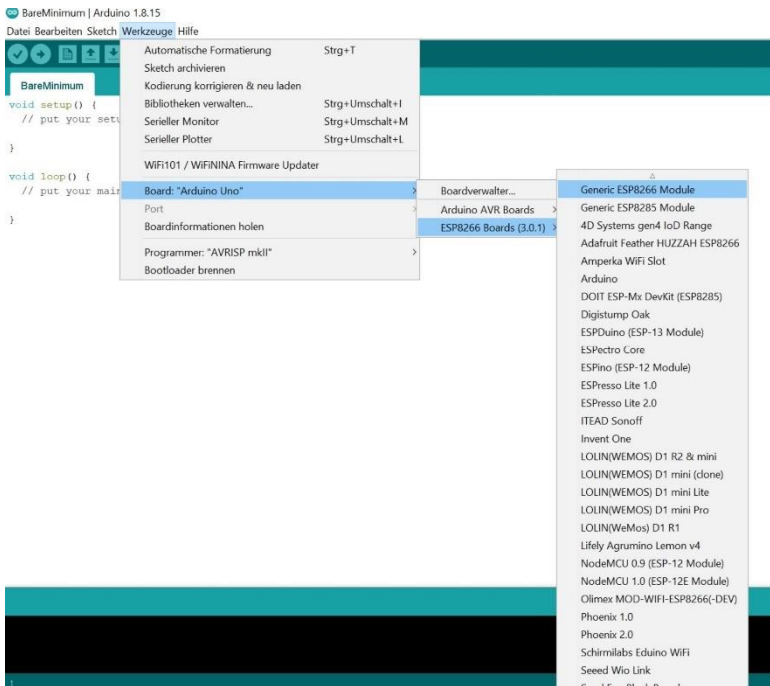 BareMinimum | Arduino 1.8.15
Datei Bearbeiten Sketch Werkzeuge Hilfe
BareMinimum
void setup() {
// put your setu
}
void loop() {
// put your main
}
Automatische Formatierung Strg+T
Sketch archivieren
Kodierung korrigieren & neu laden
Bibliotheken verwalten... Strg+Umschalt+I
Serieller Monitor Strg+Umschalt+M
Serieller Plotter Strg+Umschalt+L
WiFi101 / WiFiNINA Firmware Updater
Board: "Arduino Uno"
Port
Boardinformationen holen
Programmer: "AVRISP mkII"
Bootloader brennen
Boardverwalter...
Arduino AVR Boards
ESP8266 Boards (3.0.1)
Generic ESP8266 Module
Generic ESP8285 Module
4D Systems gen4 IoD Range
Adafruit Feather HUZZAH ESP8266
Amperka WiFi Slot
Arduino
DOIT ESP-Mx DevKit (ESP8285)
Digistump Oak
ESPDuino (ESP-13 Module)
ESPectro Core
ESPino (ESP-12 Module)
ESPresso Lite 1.0
ESPresso Lite 2.0
ITEAD Sonoff
Invent One
LOLIN(WEMOS) D1 R2 & mini
LOLIN(WEMOS) D1 mini (clone)
LOLIN(WEMOS) D1 mini Lite
LOLIN(WEMOS) D1 mini Pro
LOLIN(WeMos) D1 R1
Lifely Agrumino Lemon v4
NodeMCU 0.9 (ESP-12 Module)
NodeMCU 1.0 (ESP-12E Module)
Olimex MOD-WIFI-ESP8266(-DEV)
Phoenix 1.0
Phoenix 2.0
Schirmilabs Eduino WiFi
Seeed Wio Link
1